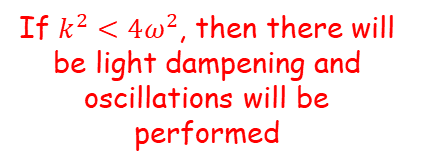 If k² < 4ω², then there will
be light dampening and
oscillations will be
performed